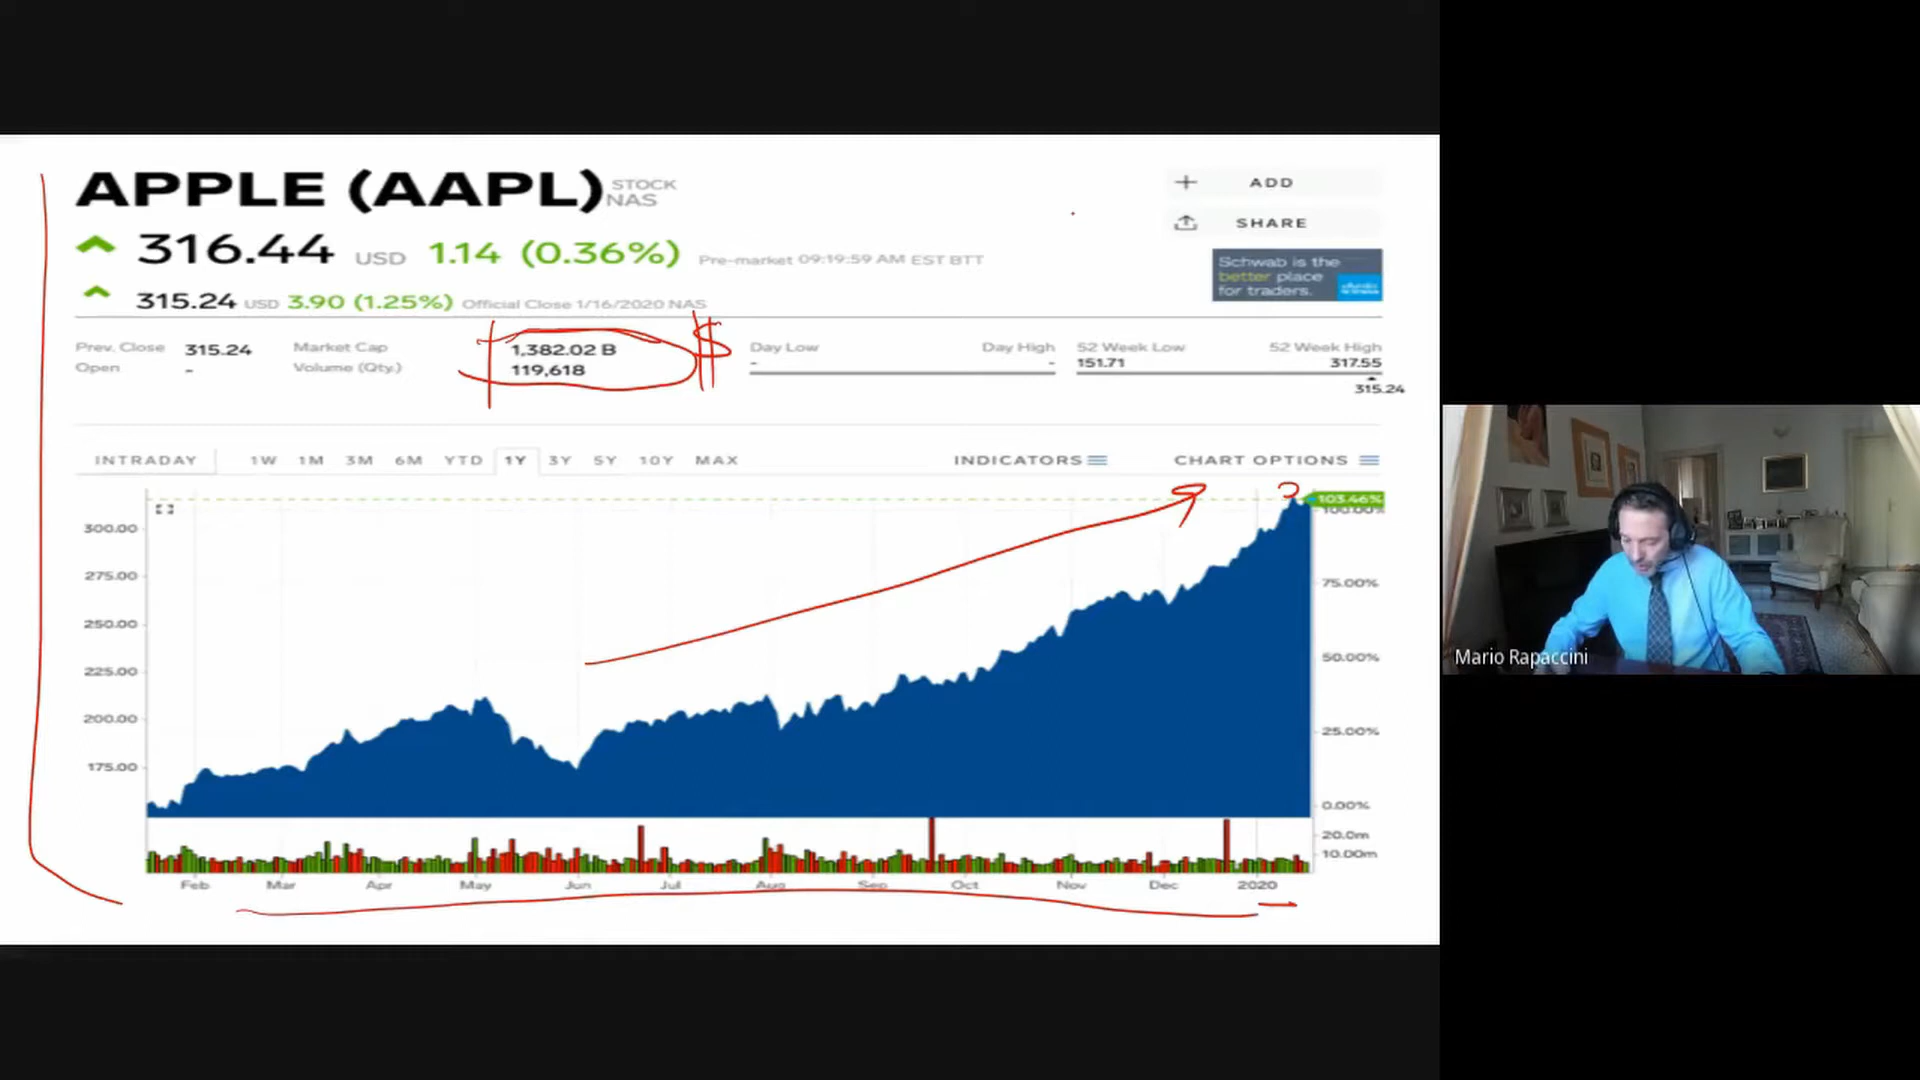 APPLE (AAPL) STOCK NAS
ADD
SHARE
316.44 USD 1.14 (0.36%) Pre-market 09:19:59 AM EST BTT
315.24 USD 3.90 (1.25%) Official Close 1/16/2020 NAS
Schwab is the
better place
for traders.
Prev. Close 315.24 Market Cap 1,382.02 B $ Day Low Day High 52 Week Low 52 Week High
Open - Volume (Qty.) 119,618 - - 151.71 317.55
315.24
INTRADAY 1W 1M 3M 6M YTD 1Y 3Y 5Y 10Y MAX INDICATORS CHART OPTIONS
103.46%
100.00%
300.00
275.00 75.00%
250.00
225.00 50.00%
200.00 25.00%
175.00
0.00%
20.0m
10.00m
Feb Mar Apr May Jun Jul Aug Sep Oct Nov Dec 2020
Mario Rapaccini